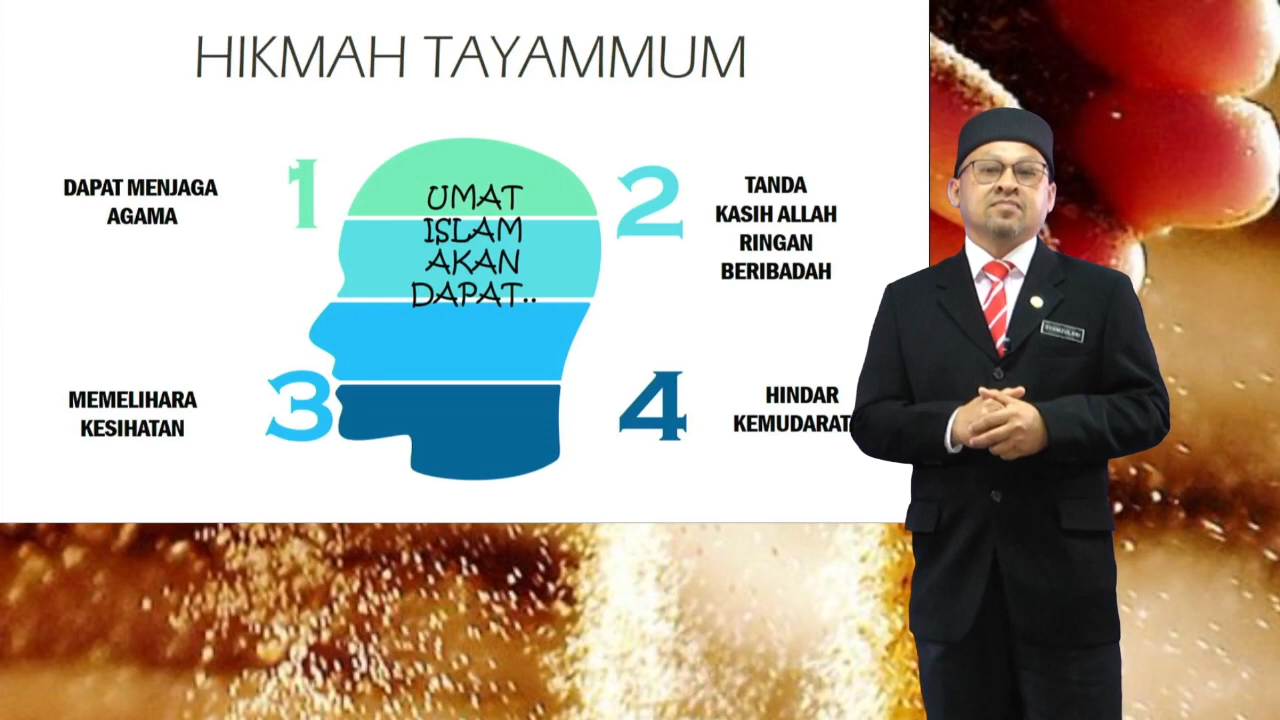 HIKMAH TAYAMMUM
DAPAT MENJAGA
AGAMA
1
UMAT
ISLAM
AKAN
DAPAT..
2
TANDA
KASIH ALLAH
RINGAN
BERIBADAH
MEMELIHARA
KESIHATAN
3
4
HINDAR
KEMUDARAT